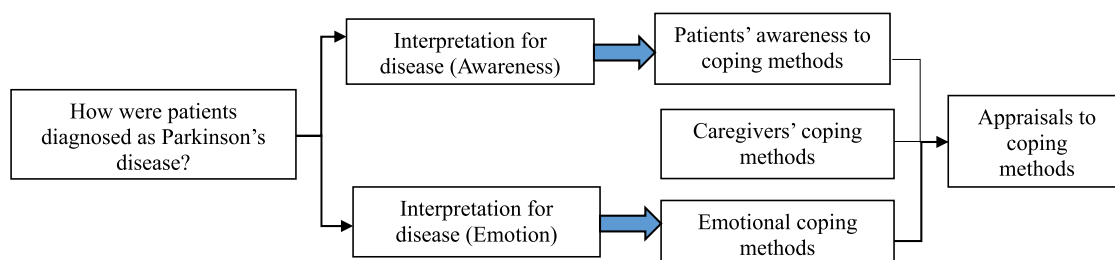 How were patients
diagnosed as Parkinson's
disease?
Interpretation for
disease (Awareness)
Patients' awareness to
coping methods
Caregivers' coping
methods
Interpretation for
disease (Emotion)
Emotional coping
methods
Appraisals to
coping
methods